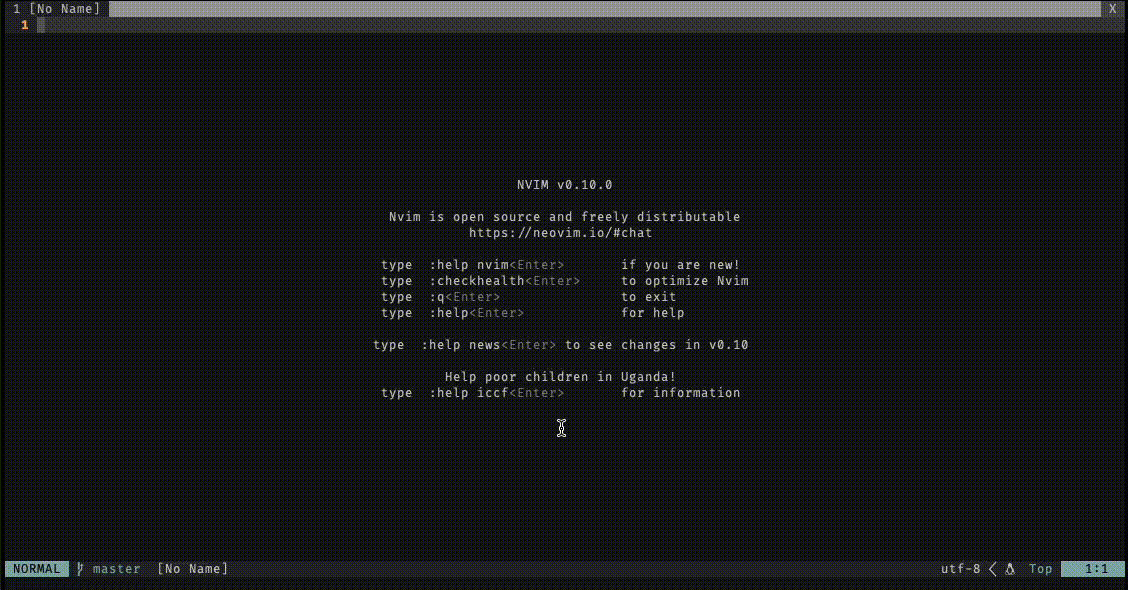 1 [No Name] X
1
NVIM v0.10.0
Nvim is open source and freely distributable
https://neovim.io/#chat
type :help nvim<Enter> if you are new!
type :checkhealth<Enter> to optimize Nvim
type :q<Enter> to exit
type :help<Enter> for help
type :help news<Enter> to see changes in v0.10
Help poor children in Uganda!
type :help iccf<Enter> for information
NORMAL master [No Name] utf-8 Top 1:1